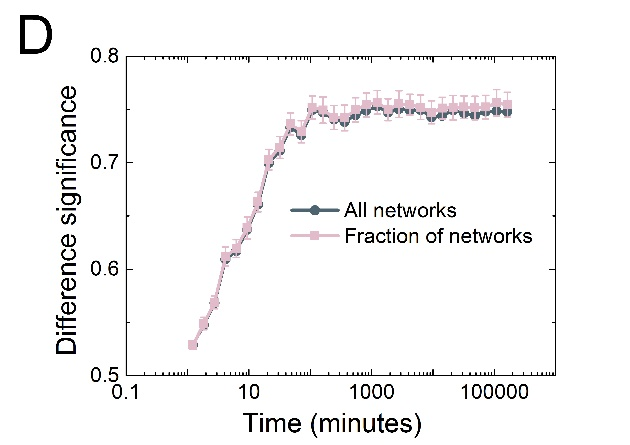 D
0.8
0.7
0.6
0.5
Difference significance
All networks
Fraction of networks
0.1
10
1000
100000
Time (minutes)